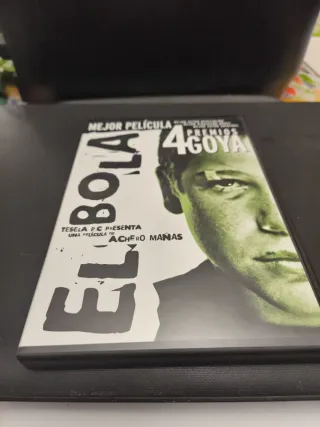 MEJOR PELÍCULA
4 PREMIOS
GOYA
EL BOLA
TESELA P.C. PRESENTA
UNA PELÍCULA DE
ACHERO MAÑAS